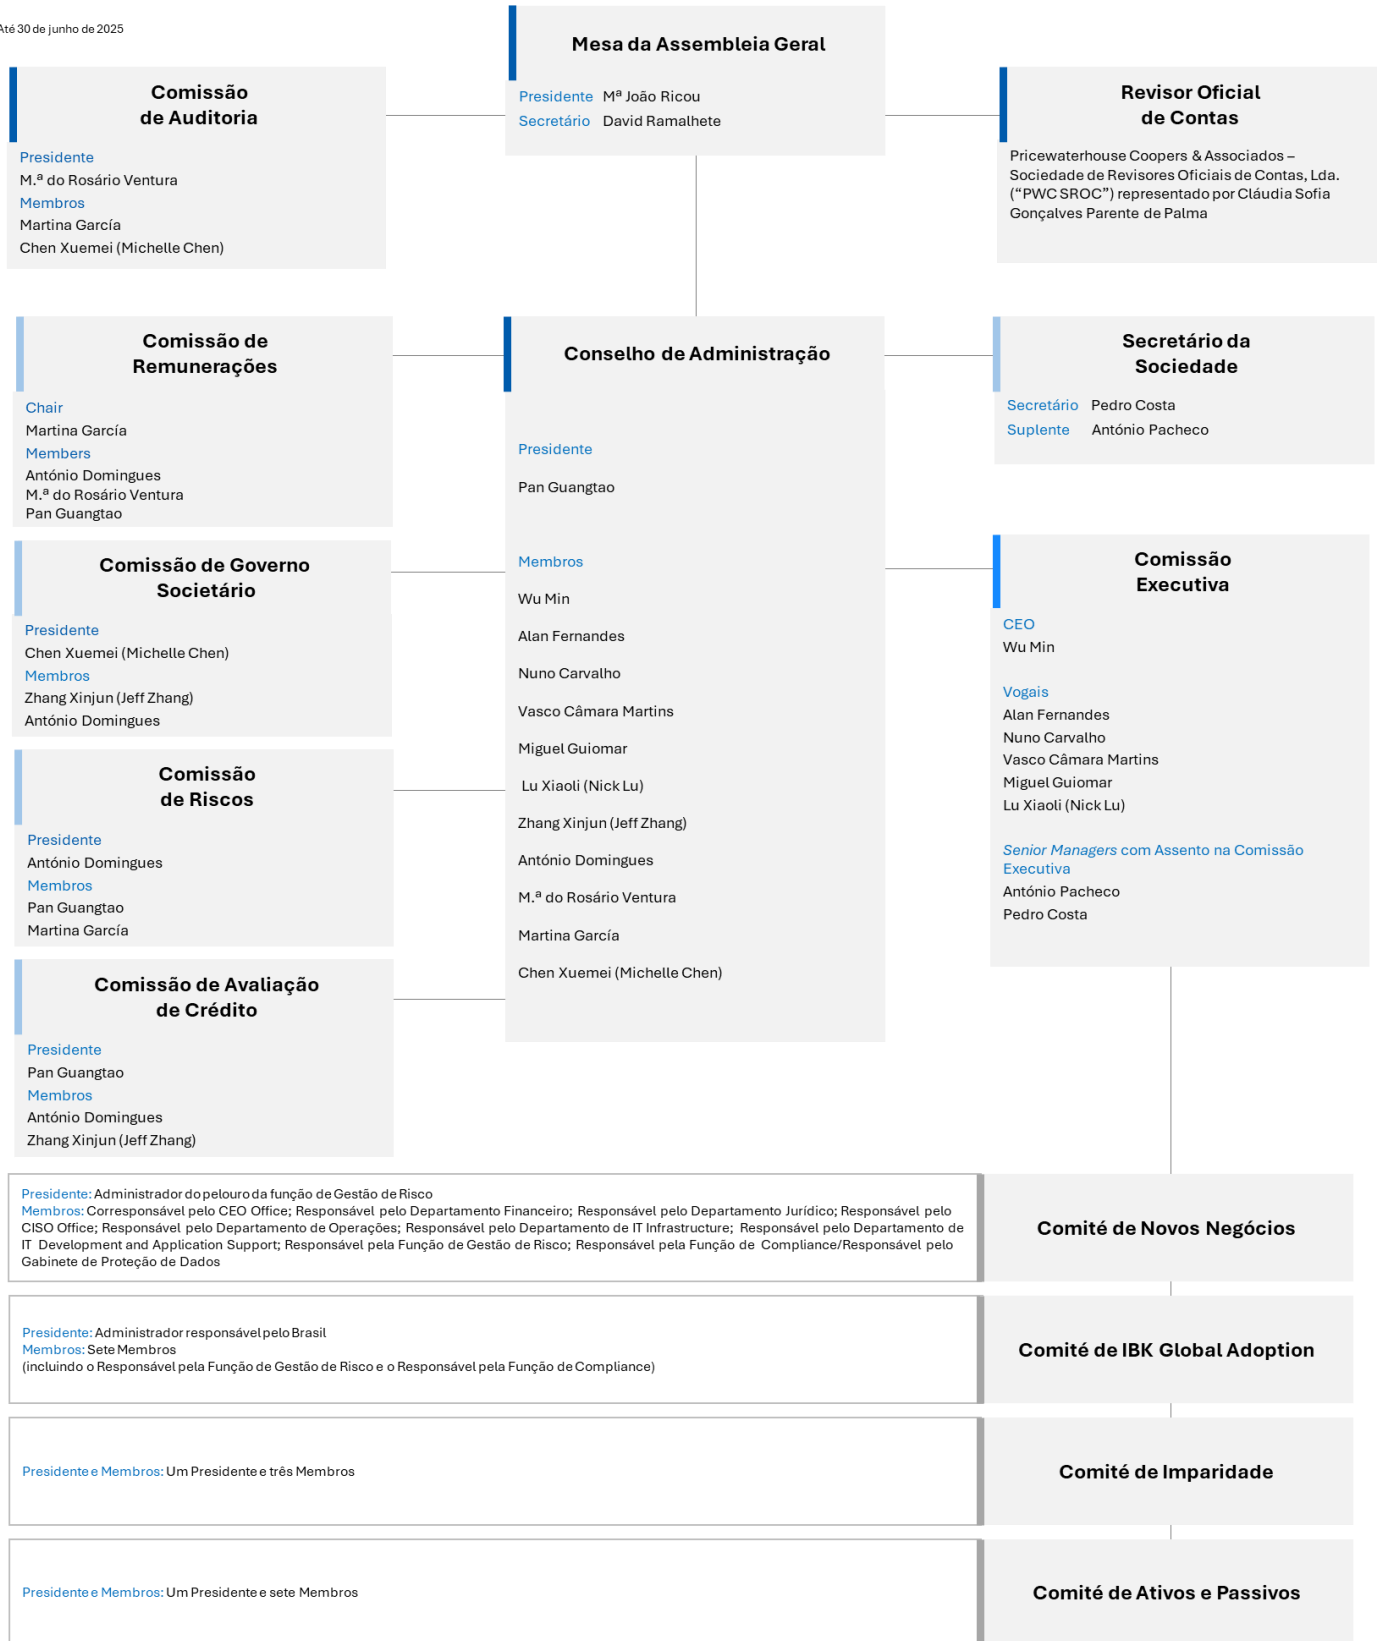 Até 30 de junho de 2025
Mesa da Assembleia Geral
Presidente Mª João Ricou
Secretário David Ramalhete
Comissão
de Auditoria
Presidente
M.ª do Rosário Ventura
Membros
Martina García
Chen Xuemei (Michelle Chen)
Revisor Oficial
de Contas
Pricewaterhouse Coopers & Associados –
Sociedade de Revisores Oficiais de Contas, Lda.
(“PWC SROC”) representado por Cláudia Sofia
Gonçalves Parente de Palma
Comissão de
Remunerações
Chair
Martina García
Members
António Domingues
M.ª do Rosário Ventura
Pan Guangtao
Conselho de Administração
Presidente
Pan Guangtao
Membros
Wu Min
Alan Fernandes
Nuno Carvalho
Vasco Câmara Martins
Miguel Guiomar
Lu Xiaoli (Nick Lu)
Zhang Xinjun (Jeff Zhang)
António Domingues
M.ª do Rosário Ventura
Martina García
Chen Xuemei (Michelle Chen)
Secretário da
Sociedade
Secretário Pedro Costa
Suplente António Pacheco
Comissão de Governo
Societário
Presidente
Chen Xuemei (Michelle Chen)
Membros
Zhang Xinjun (Jeff Zhang)
António Domingues
Comissão
Executiva
CEO
Wu Min
Vogais
Alan Fernandes
Nuno Carvalho
Vasco Câmara Martins
Miguel Guiomar
Lu Xiaoli (Nick Lu)
Senior Managers com Assento na Comissão
Executiva
António Pacheco
Pedro Costa
Comissão
de Riscos
Presidente
António Domingues
Membros
Pan Guangtao
Martina García
Comissão de Avaliação
de Crédito
Presidente
Pan Guangtao
Membros
António Domingues
Zhang Xinjun (Jeff Zhang)
Presidente: Administrador do pelouro da função de Gestão de Risco
Membros: Corresponsável pelo CEO Office; Responsável pelo Departamento Financeiro; Responsável pelo Departamento Jurídico; Responsável pelo
CISO Office; Responsável pelo Departamento de Operações; Responsável pelo Departamento de IT Infrastructure; Responsável pelo Departamento de
IT Development and Application Support; Responsável pela Função de Gestão de Risco; Responsável pela Função de Compliance/Responsável pelo
Gabinete de Proteção de Dados
Comité de Novos Negócios
Presidente: Administrador responsável pelo Brasil
Membros: Sete Membros
(incluindo o Responsável pela Função de Gestão de Risco e o Responsável pela Função de Compliance)
Comité de IBK Global Adoption
Presidente e Membros: Um Presidente e três Membros
Comité de Imparidade
Presidente e Membros: Um Presidente e sete Membros
Comité de Ativos e Passivos